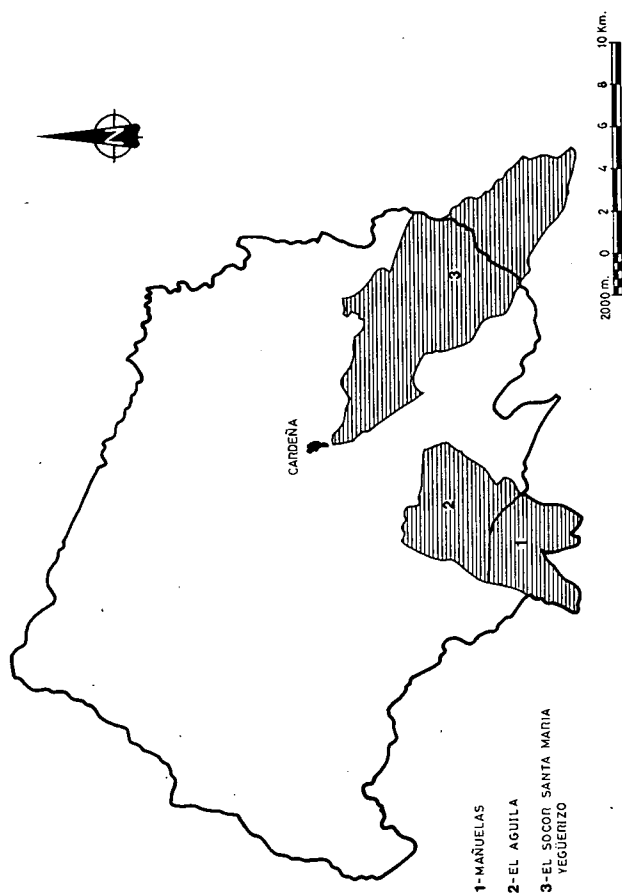 N
CARDEÑA
3
2
1
1-MAÑUELAS
2-EL AGUILA
3-EL SOCOR SANTA MARIA
YEGÜERIZO
2000 m. 0 2 4 6 8 10 Km.